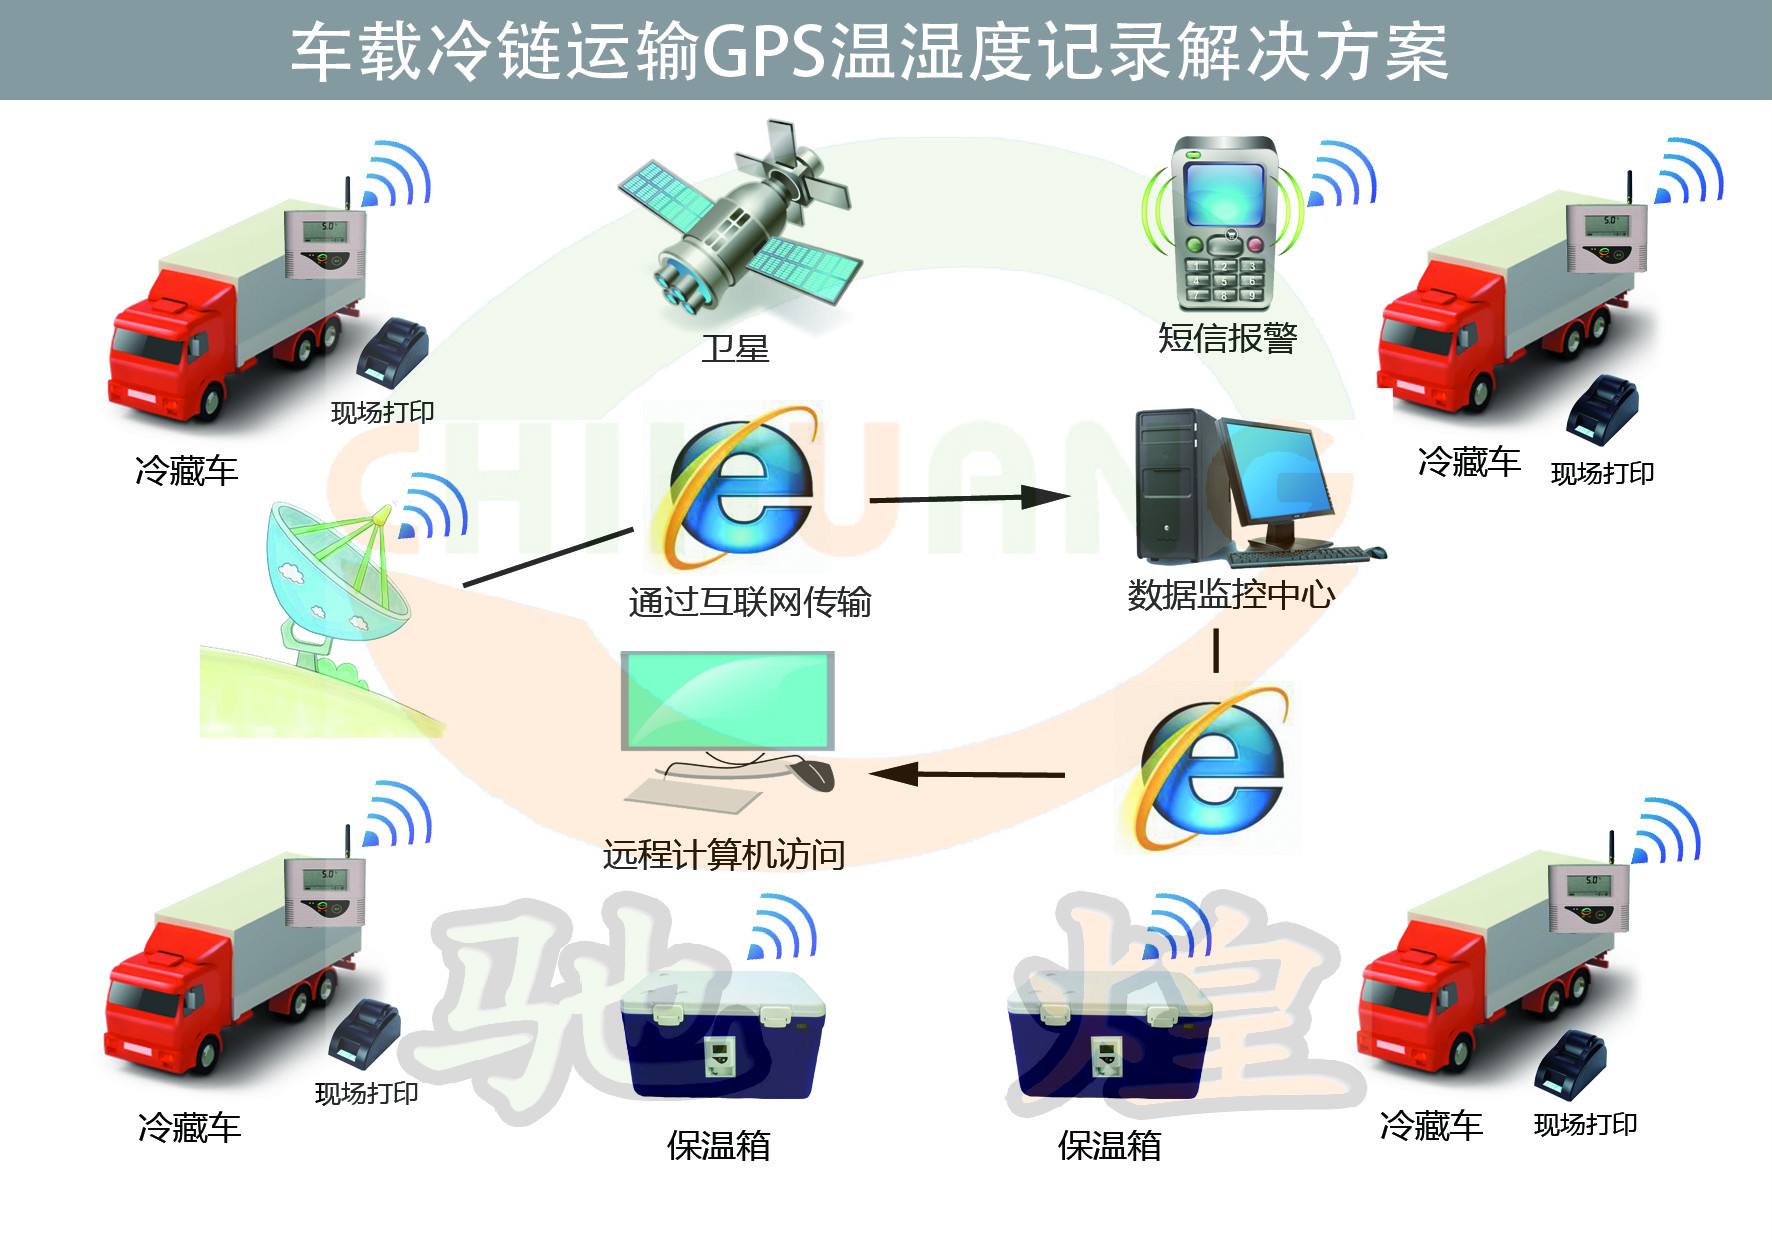 车载冷链运输GPS温湿度记录解决方案
卫星
短信报警
现场打印
冷藏车
冷藏车
现场打印
CHIHUANG
通过互联网传输
数据监控中心
远程计算机访问
驰煌
现场打印
冷藏车
保温箱
保温箱
冷藏车
现场打印